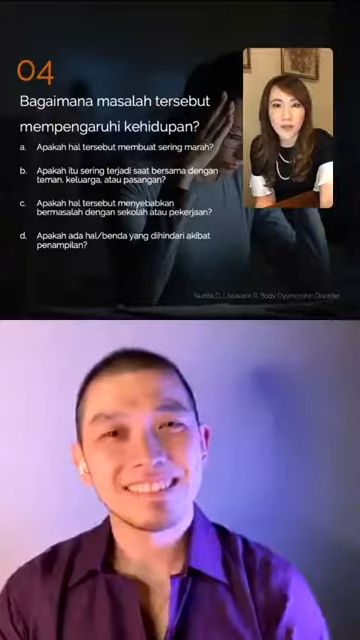 04
Bagaimana masalah tersebut
mempengaruhi kehidupan?
a. Apakah hal tersebut membuat sering marah?
b. Apakah itu sering terjadi saat bersama dengan
teman, keluarga, atau pasangan?
c. Apakah hal tersebut menyebabkan
bermasalah dengan sekolah atau pekerjaan?
d. Apakah ada hal/benda yang dihindari akibat
penampilan?
R. Body Dysmorphic Disorder